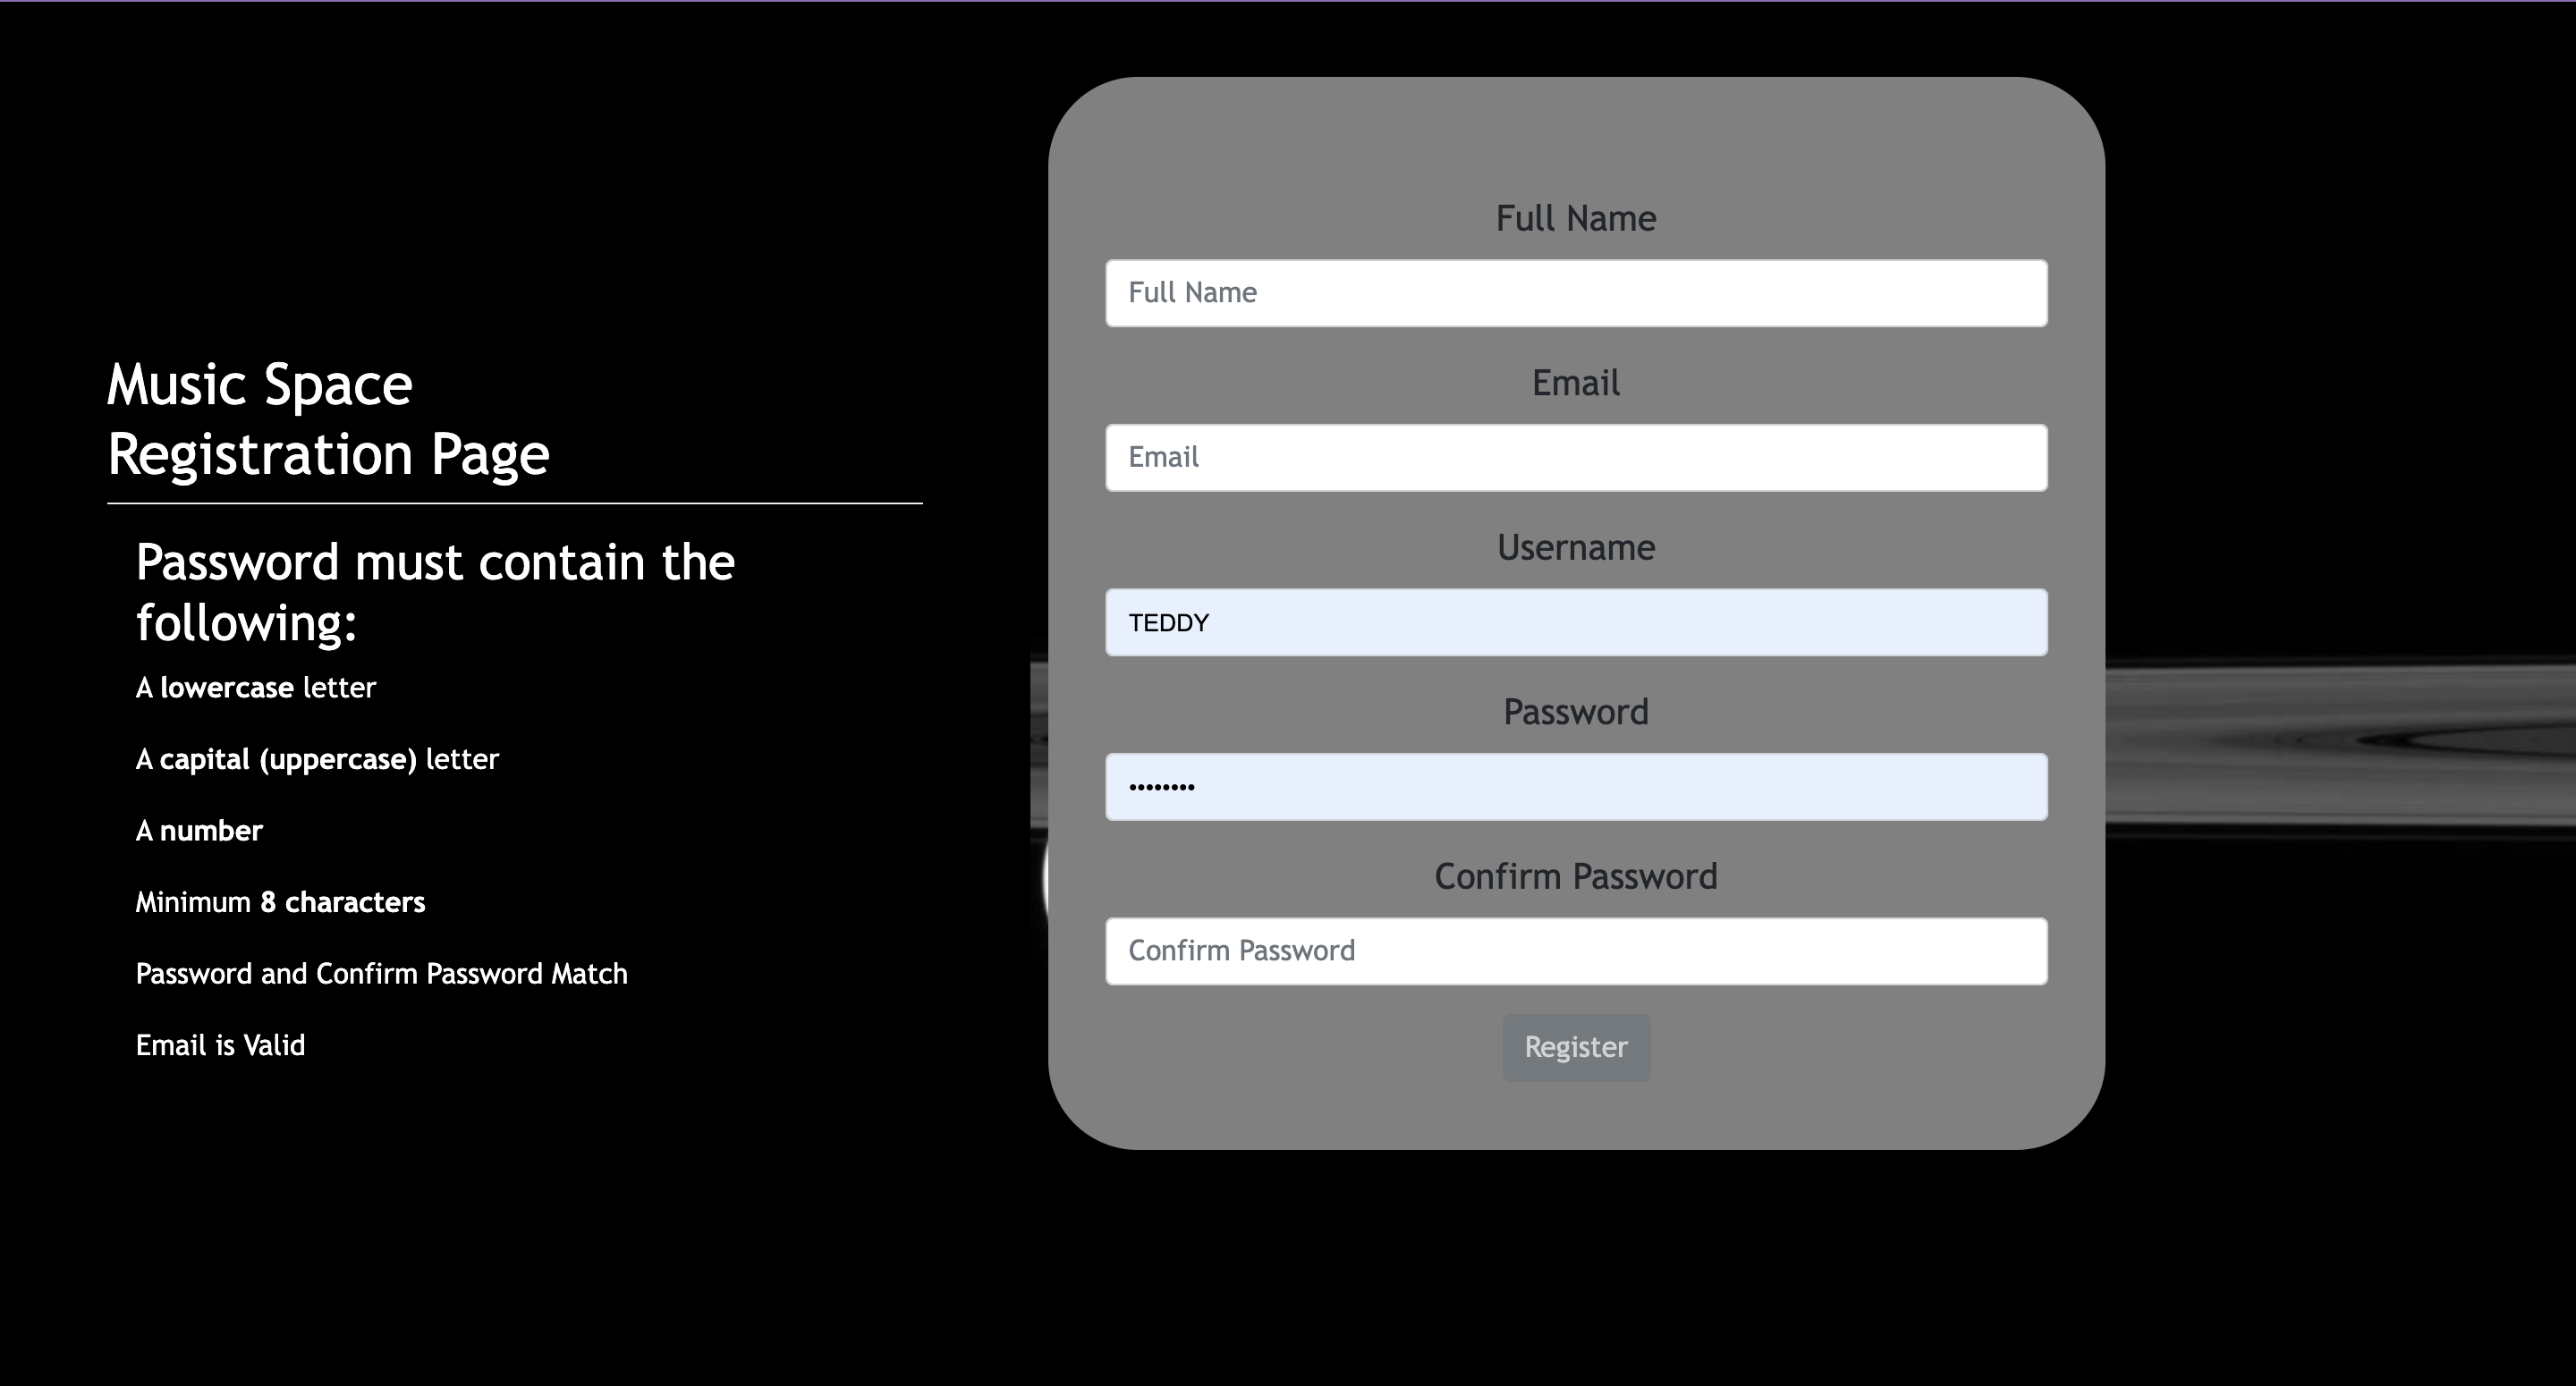 Music Space
Registration Page
Password must contain the
following:
A lowercase letter
A capital (uppercase) letter
A number
Minimum 8 characters
Password and Confirm Password Match
Email is Valid
Full Name
Full Name
Email
Email
Username
TEDDY
Password
••••••••
Confirm Password
Confirm Password
Register